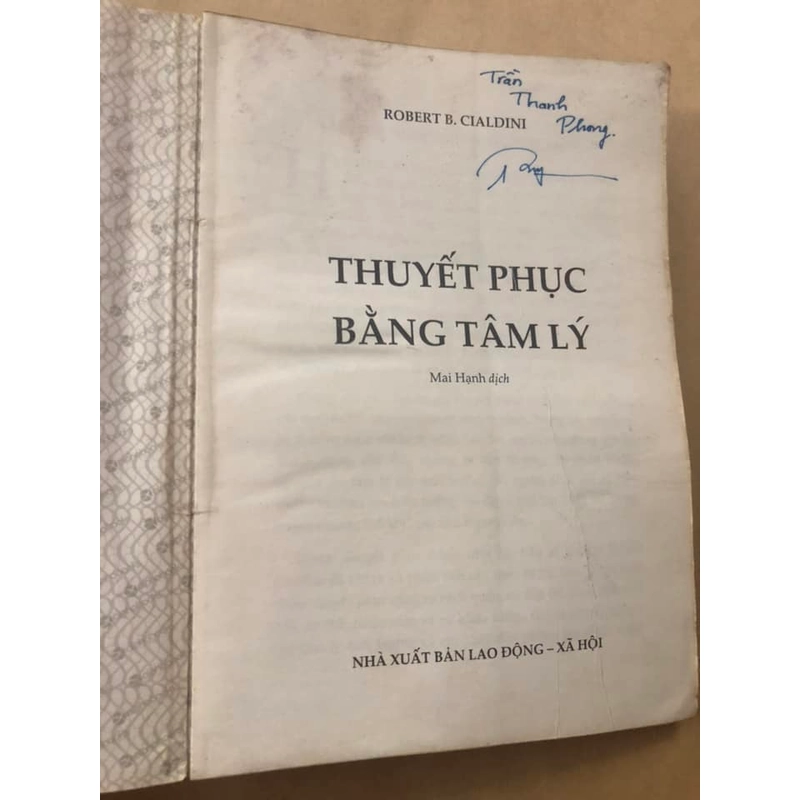 Trần
Thanh
Phong.
ROBERT B. CIALDINI
THUYẾT PHỤC
BẰNG TÂM LÝ
Mai Hạnh dịch
NHÀ XUẤT BẢN LAO ĐỘNG – XÃ HỘI